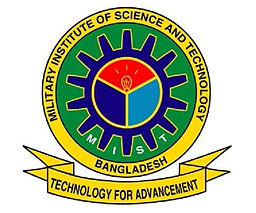 MILITARY INSTITUTE OF SCIENCE AND TECHNOLOGY
MIST
BANGLADESH
TECHNOLOGY FOR ADVANCEMENT